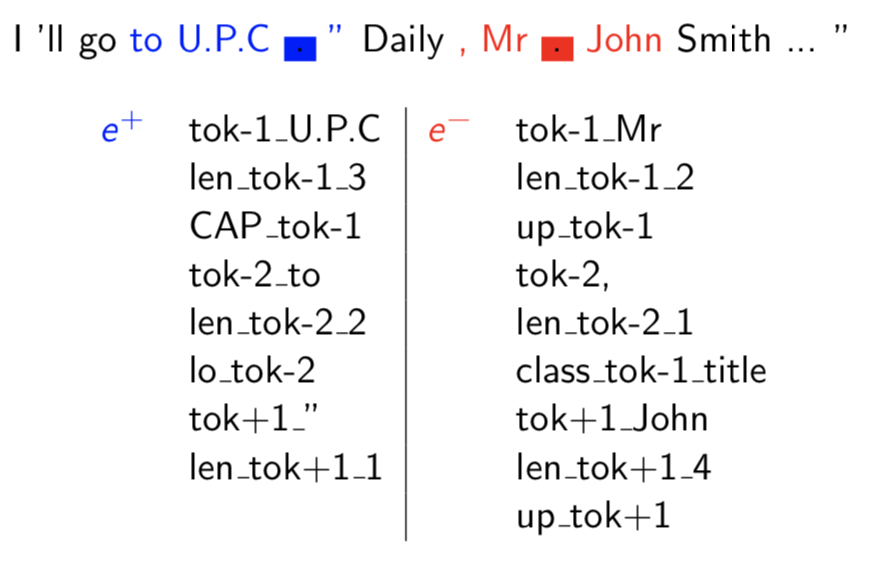 I 'll go to U.P.C . ” Daily , Mr . John Smith ... ”
e+ tok-1_U.P.C e− tok-1_Mr
len_tok-1_3 len_tok-1_2
CAP_tok-1 up_tok-1
tok-2_to tok-2,
len_tok-2_2 len_tok-2_1
lo_tok-2 class_tok-1_title
tok+1_” tok+1_John
len_tok+1_1 len_tok+1_4
up_tok+1